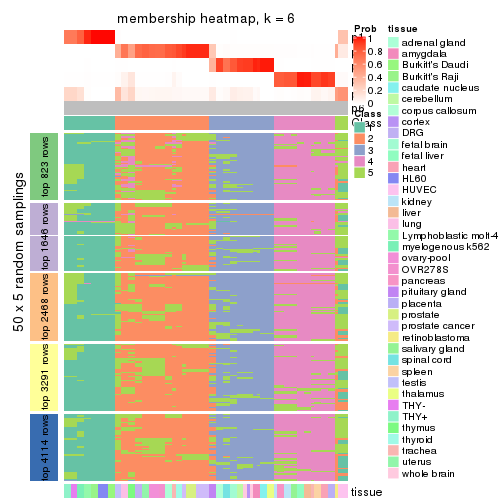 membership heatmap, k = 6
50 x 5 random samplings
top 823 rows
top 1646 rows
top 2468 rows
top 3291 rows
top 4114 rows
p6
Class
tissue
Prob
1
0.8
0.6
0.4
0.2
0
Class
2
3
4
5
tissue
adrenal gland
amygdala
Burkitt's Daudi
Burkitt's Raji
caudate nucleus
cerebellum
corpus callosum
cortex
DRG
fetal brain
fetal liver
heart
HL60
HUVEC
kidney
liver
lung
Lymphoblastic molt-4
myelogenous k562
ovary-pool
OVR278S
pancreas
pituitary gland
placenta
prostate
prostate cancer
retinoblastoma
salivary gland
spinal cord
spleen
testis
thalamus
THY-
THY+
thymus
thyroid
trachea
uterus
whole brain